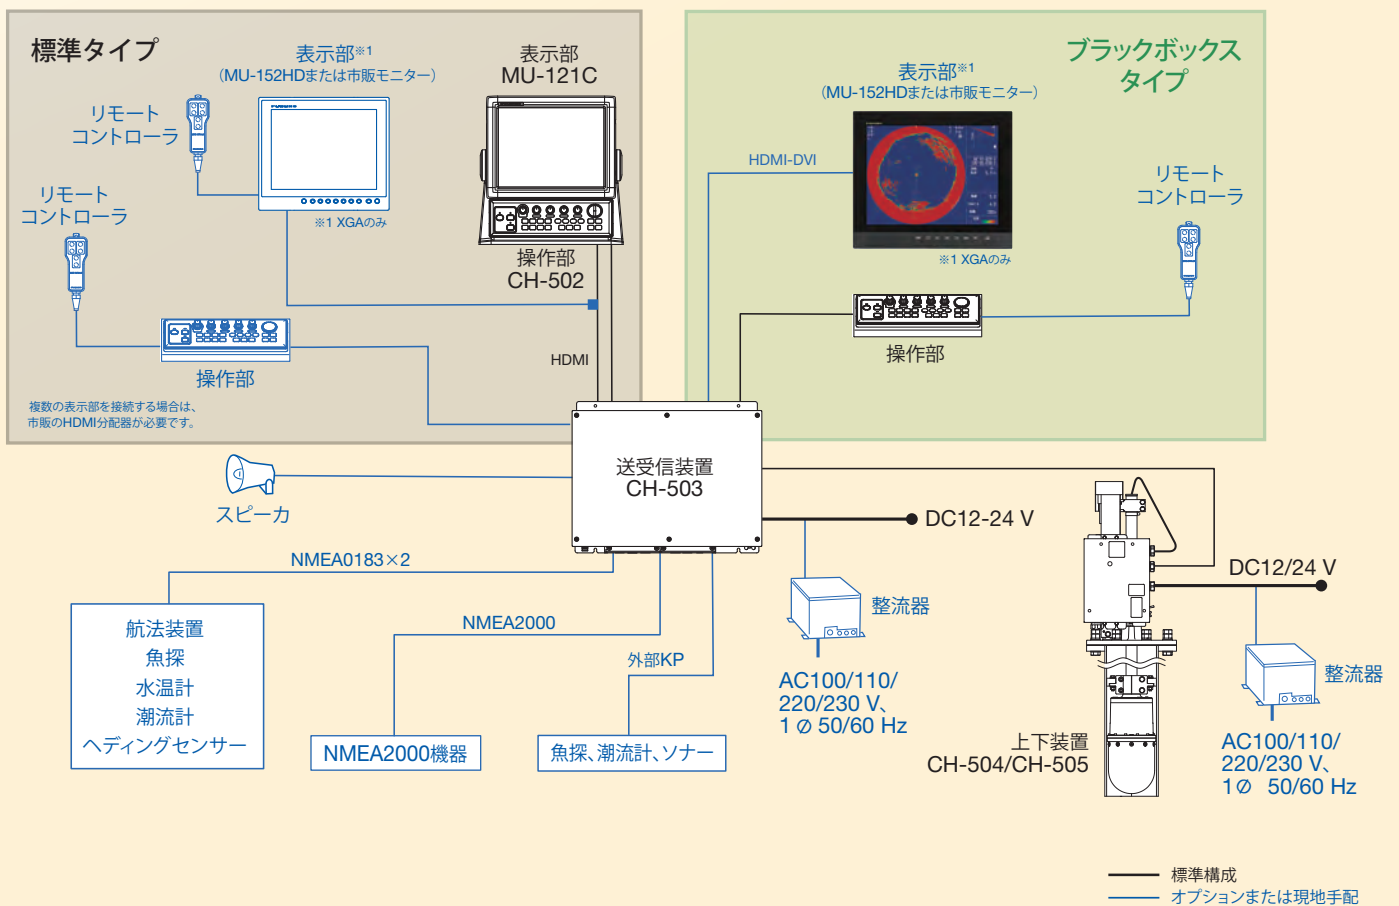 標準タイプ
表示部※1
（MU-152HDまたは市販モニター）
リモート
コントローラ
※1 XGAのみ
表示部
MU-121C
操作部
CH-502
リモート
コントローラ
操作部
HDMI
複数の表示部を接続する場合は、
市販のHDMI分配器が必要です。
ブラックボックス
タイプ
表示部※1
（MU-152HDまたは市販モニター）
HDMI-DVI
※1 XGAのみ
リモート
コントローラ
操作部
送受信装置
CH-503
スピーカ
DC12-24 V
NMEA0183×2
航法装置
魚探
水温計
潮流計
ヘディングセンサー
NMEA2000
NMEA2000機器
外部KP
魚探、潮流計、ソナー
整流器
AC100/110/
220/230 V、
1 ∅ 50/60 Hz
DC12/24 V
整流器
AC100/110/
220/230 V、
1∅ 50/60 Hz
上下装置
CH-504/CH-505
標準構成
オプションまたは現地手配